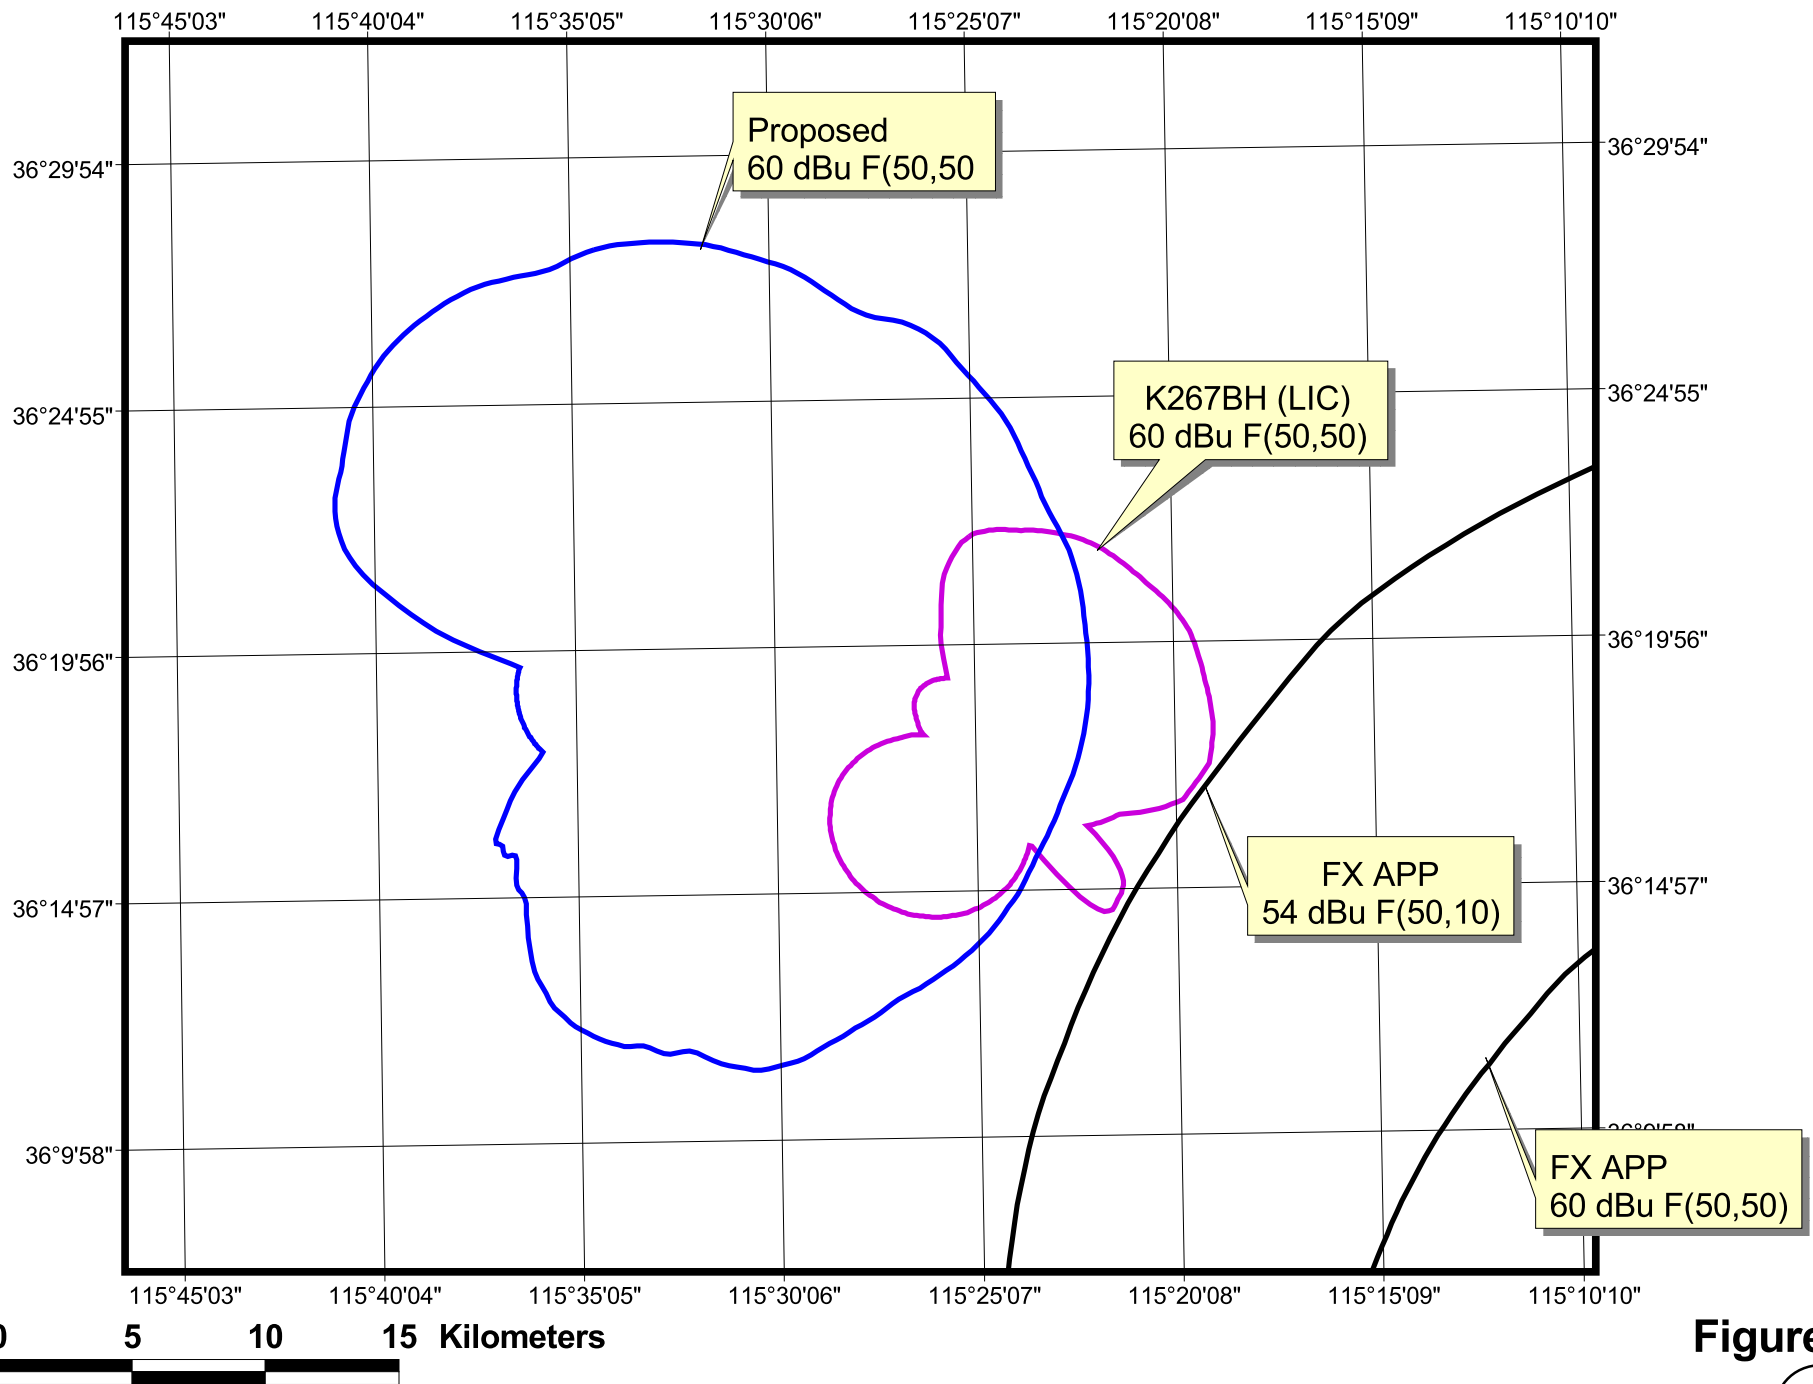 115°45'03" 115°40'04" 115°35'05" 115°30'06" 115°25'07" 115°20'08" 115°15'09" 115°10'10"
Proposed
60 dBu F(50,50
36°29'54" 36°29'54"
K267BH (LIC)
60 dBu F(50,50)
36°24'55" 36°24'55"
36°19'56" 36°19'56"
FX APP
54 dBu F(50,10)
36°14'57" 36°14'57"
36°9'58" 36°9'58"
FX APP
60 dBu F(50,50)
115°45'03" 115°40'04" 115°35'05" 115°30'06" 115°25'07" 115°20'08" 115°15'09" 115°10'10"
0 5 10 15 Kilometers
Figure